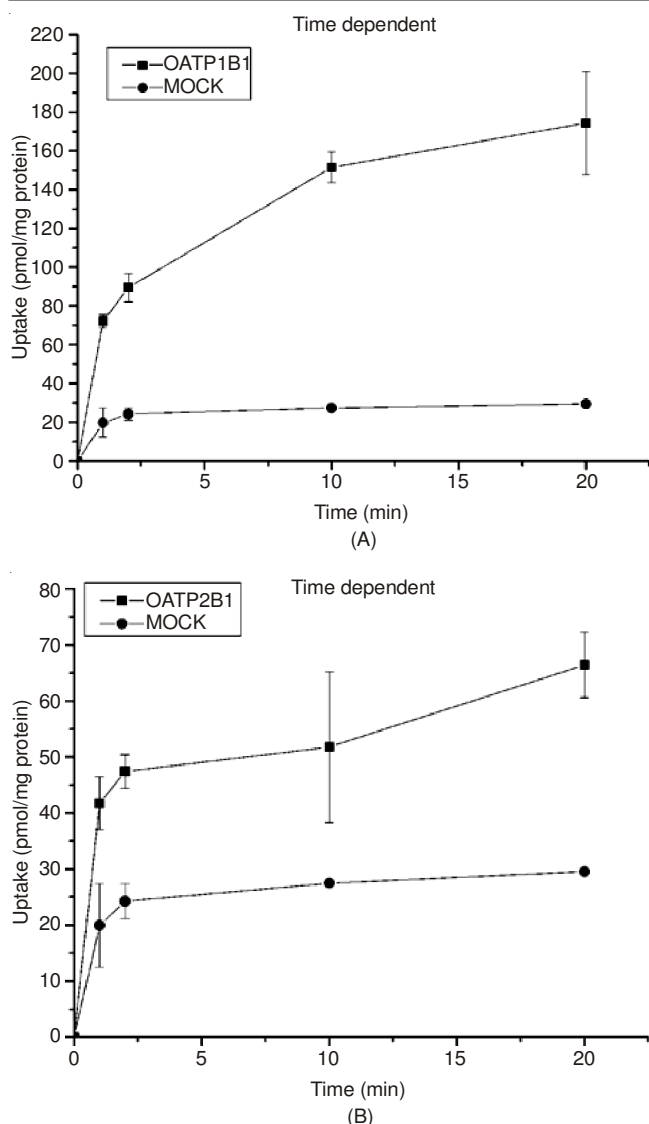 Time dependent
220
200
180
160
140
120
100
80
60
40
20
0
Uptake (pmol/mg protein)
OATP1B1
MOCK
0 5 10 15 20
Time (min)
(A)
Time dependent
80
70
60
50
40
30
20
10
0
Uptake (pmol/mg protein)
OATP2B1
MOCK
0 5 10 15 20
Time (min)
(B)